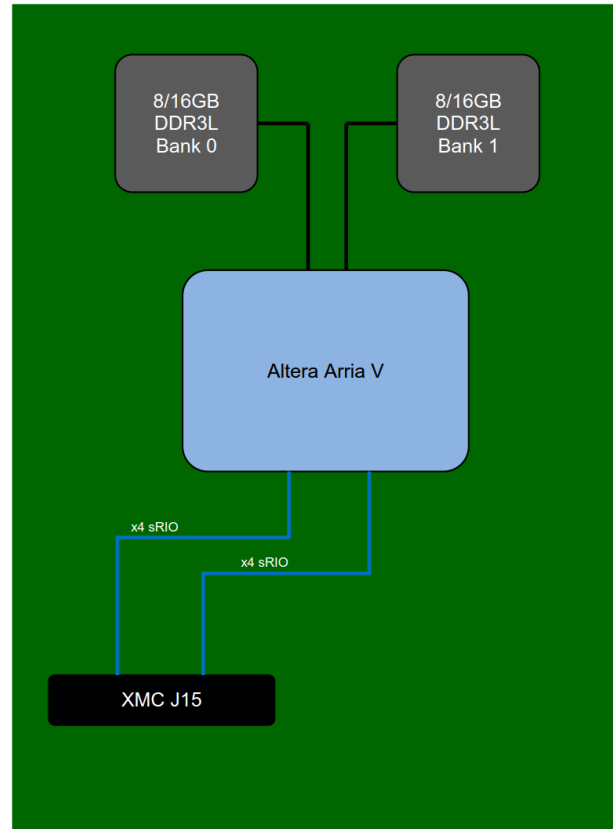 8/16GB
DDR3L
Bank 0
8/16GB
DDR3L
Bank 1
Altera Arria V
x4 sRIO
x4 sRIO
XMC J15